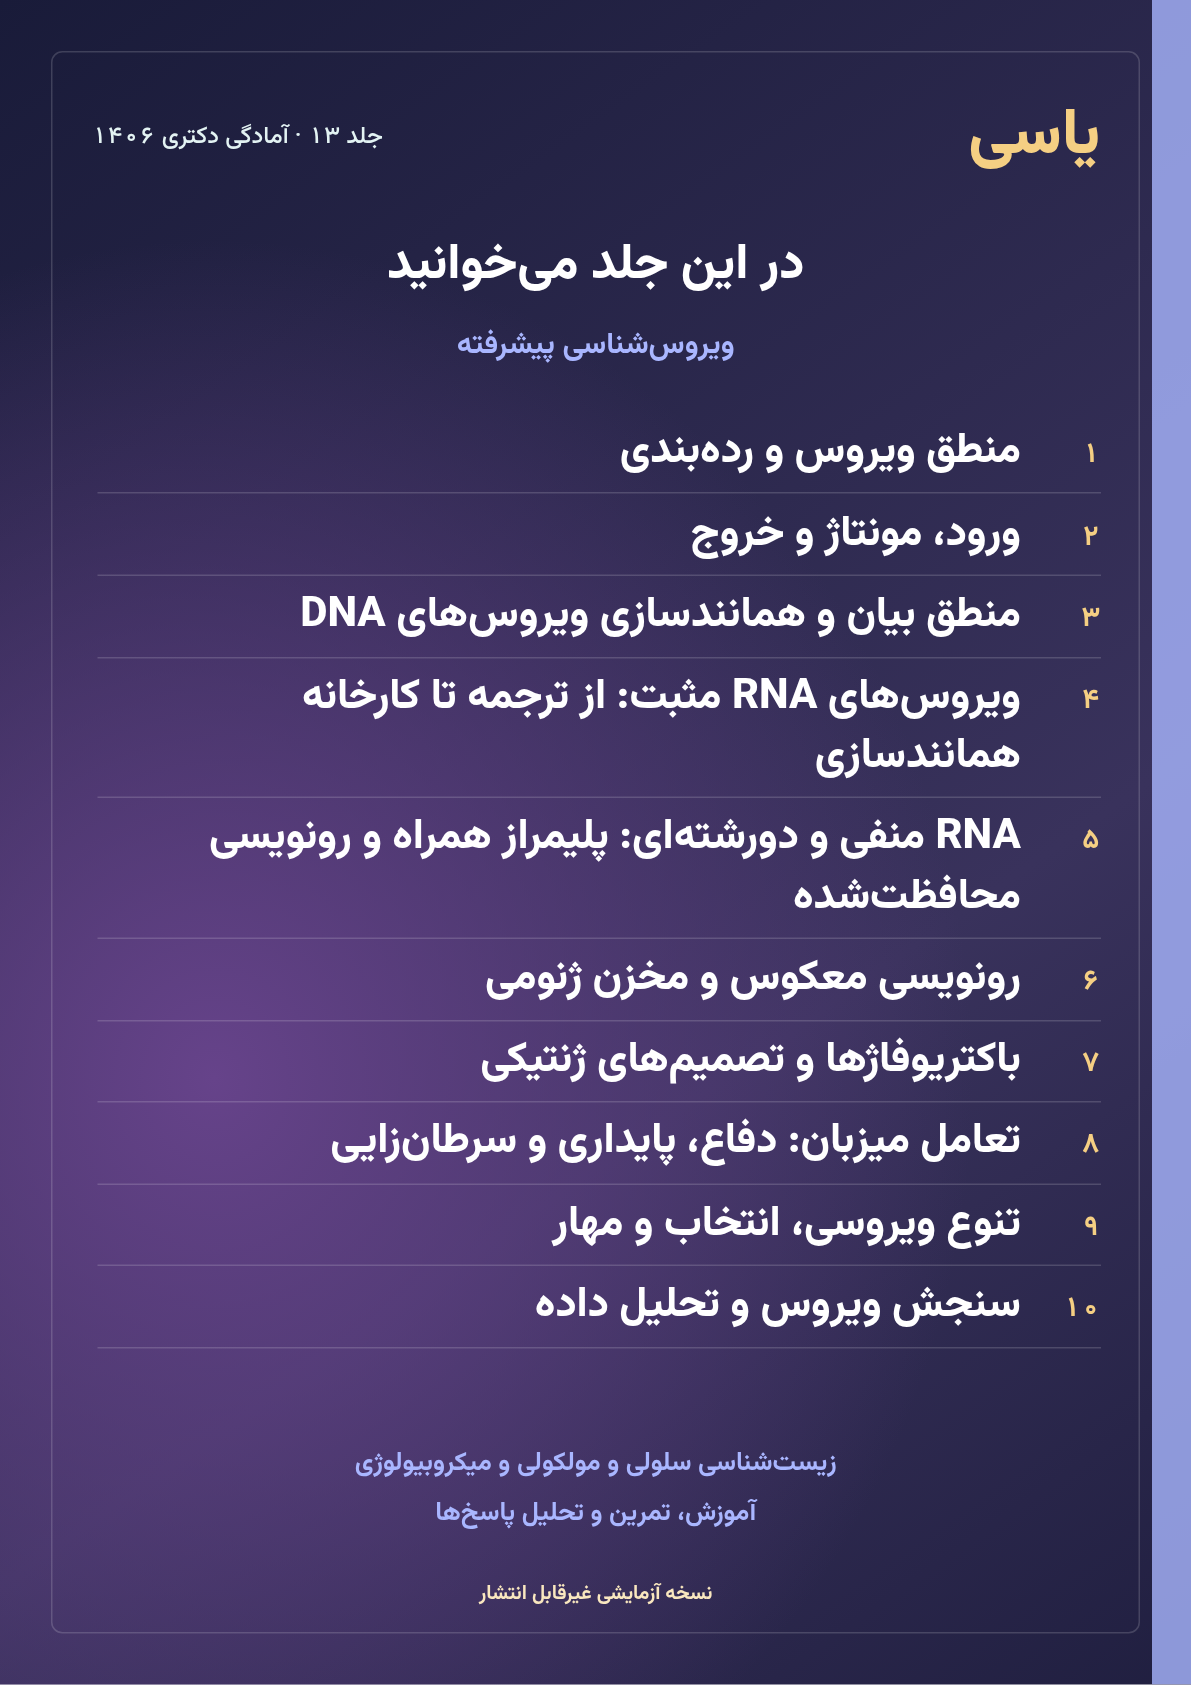 یاسی
جلد ۱۳ · آمادگی دکتری ۱۴۰۶
در این جلد می‌خوانید
ویروس‌شناسی پیشرفته
۱ منطق ویروس و رده‌بندی
۲ ورود، مونتاژ و خروج
۳ منطق بیان و همانندسازی ویروس‌های DNA
۴ ویروس‌های RNA مثبت: از ترجمه تا کارخانه
همانندسازی
۵ RNA منفی و دورشته‌ای: پلیمراز همراه و رونویسی
محافظت‌شده
۶ رونویسی معکوس و مخزن ژنومی
۷ باکتریوفاژها و تصمیم‌های ژنتیکی
۸ تعامل میزبان: دفاع، پایداری و سرطان‌زایی
۹ تنوع ویروسی، انتخاب و مهار
۱۰ سنجش ویروس و تحلیل داده
زیست‌شناسی سلولی و مولکولی و میکروبیولوژی
آموزش، تمرین و تحلیل پاسخ‌ها
نسخه آزمایشی غیرقابل انتشار